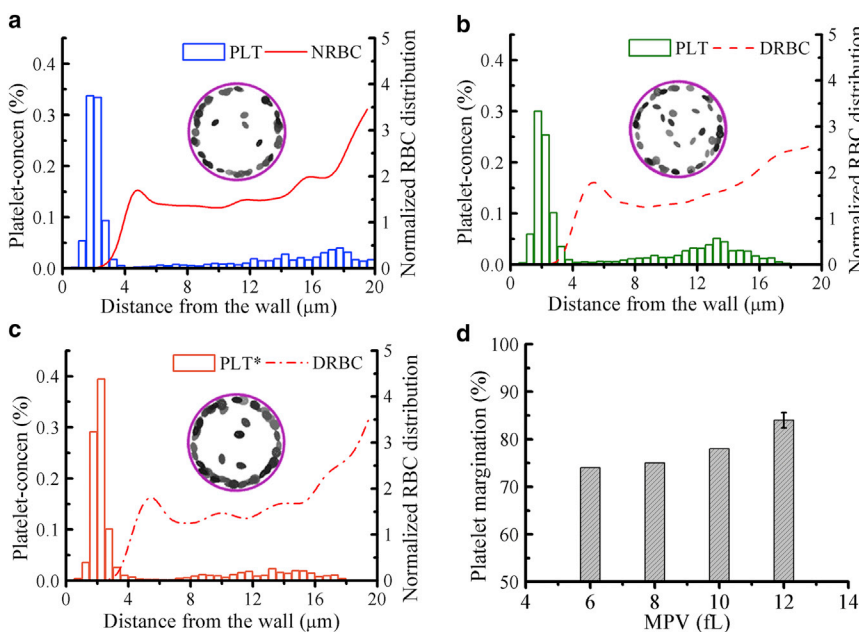 a
PLT NRBC
Platelet-concen (%)
0.4
0.3
0.2
0.1
0.0
5
4
3
2
1
0
Normalized RBC distribution
0 4 8 12 16 20
Distance from the wall (μm)
b
PLT DRBC
Platelet-concen (%)
0.4
0.3
0.2
0.1
0.0
5
4
3
2
1
0
Normalized RBC distribution
0 4 8 12 16 20
Distance from the wall (μm)
c
PLT* DRBC
Platelet-concen (%)
0.4
0.3
0.2
0.1
0.0
5
4
3
2
1
0
Normalized RBC distribution
0 4 8 12 16 20
Distance from the wall (μm)
d
Platelet margination (%)
100
90
80
70
60
50
4 6 8 10 12 14
MPV (fL)